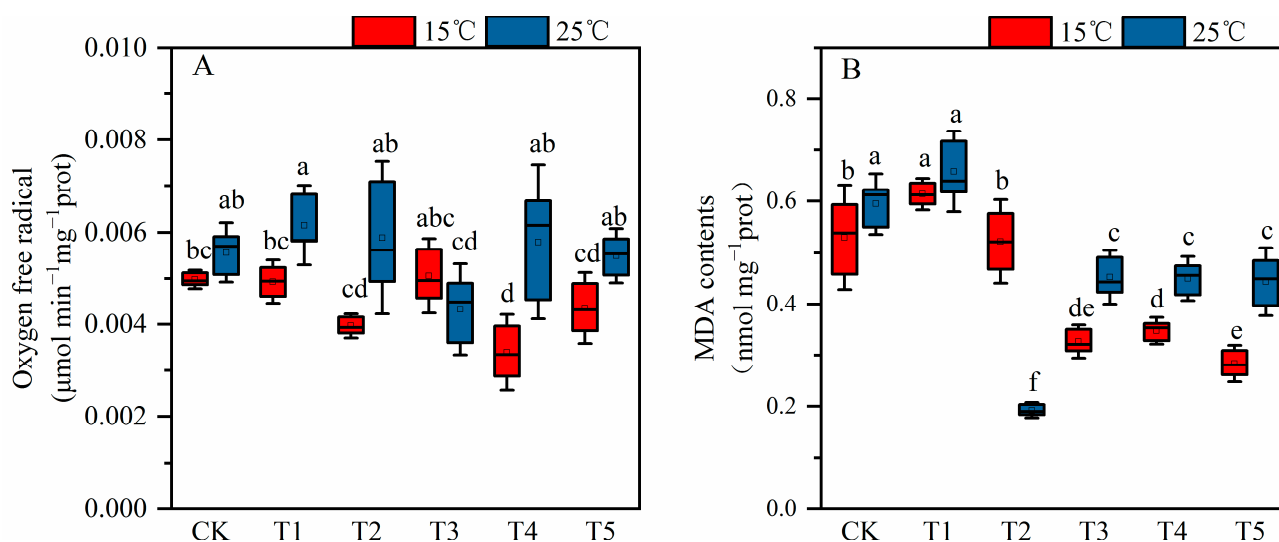 15℃ 25℃
A
Oxygen free radical
(μmol min⁻¹mg⁻¹prot)
0.010
0.008
0.006
0.004
0.002
0.000
bc ab bc a cd ab abc cd d ab cd ab
CK T1 T2 T3 T4 T5
15℃ 25℃
B
MDA contents
(nmol mg⁻¹prot)
0.8
0.6
0.4
0.2
0.0
b a a a b f de c d c e c
CK T1 T2 T3 T4 T5